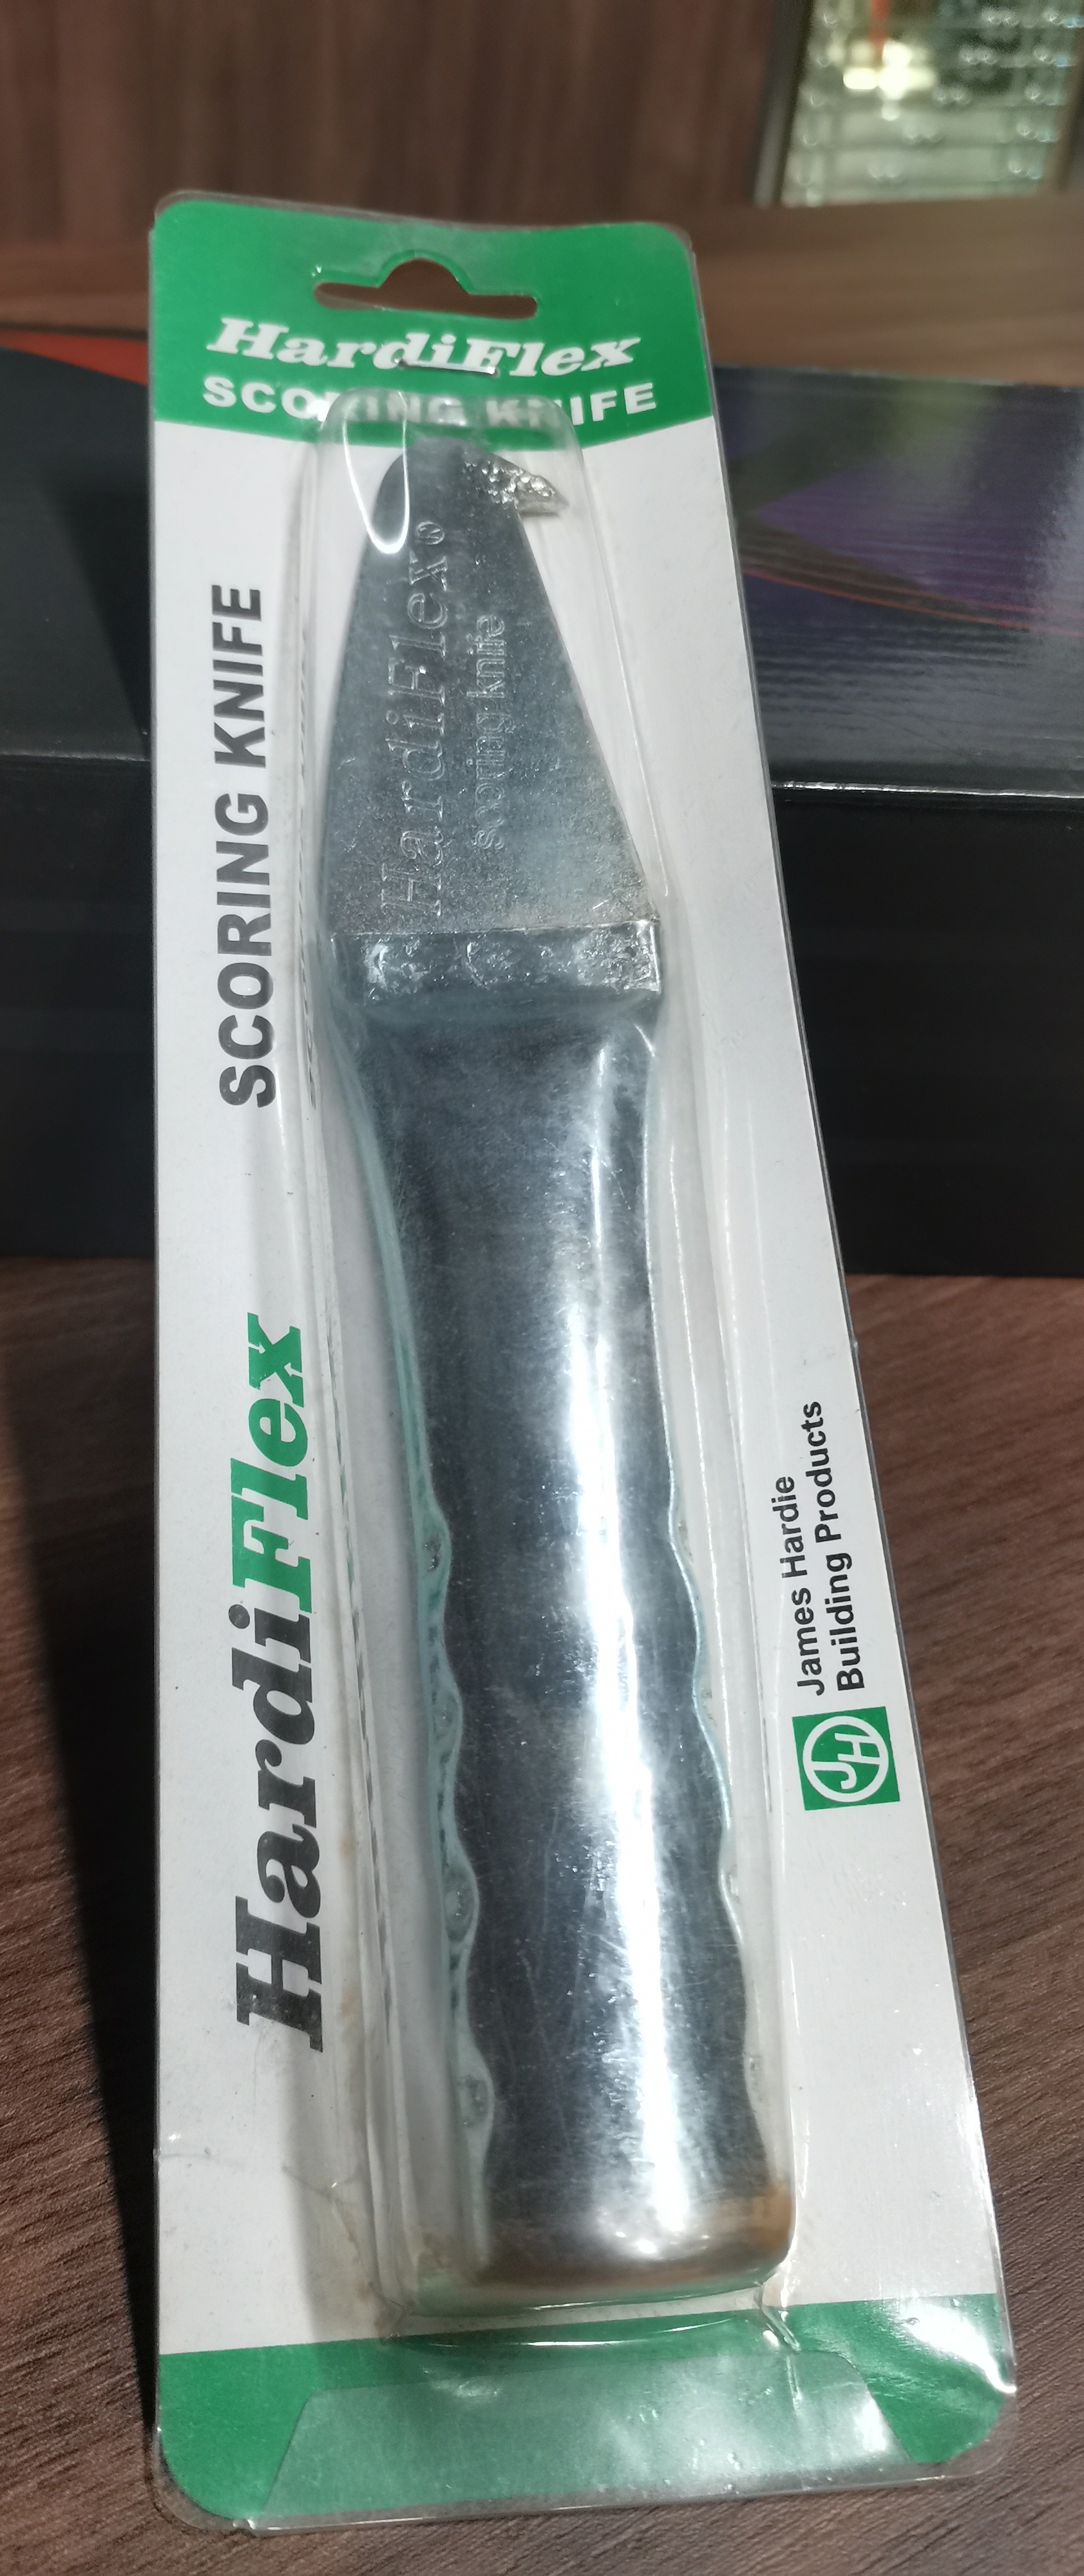 HardiFlex
SCORING KNIFE
HardiFlex®
scoring knife
HardiFlex SCORING KNIFE
James Hardie
Building Products
JH